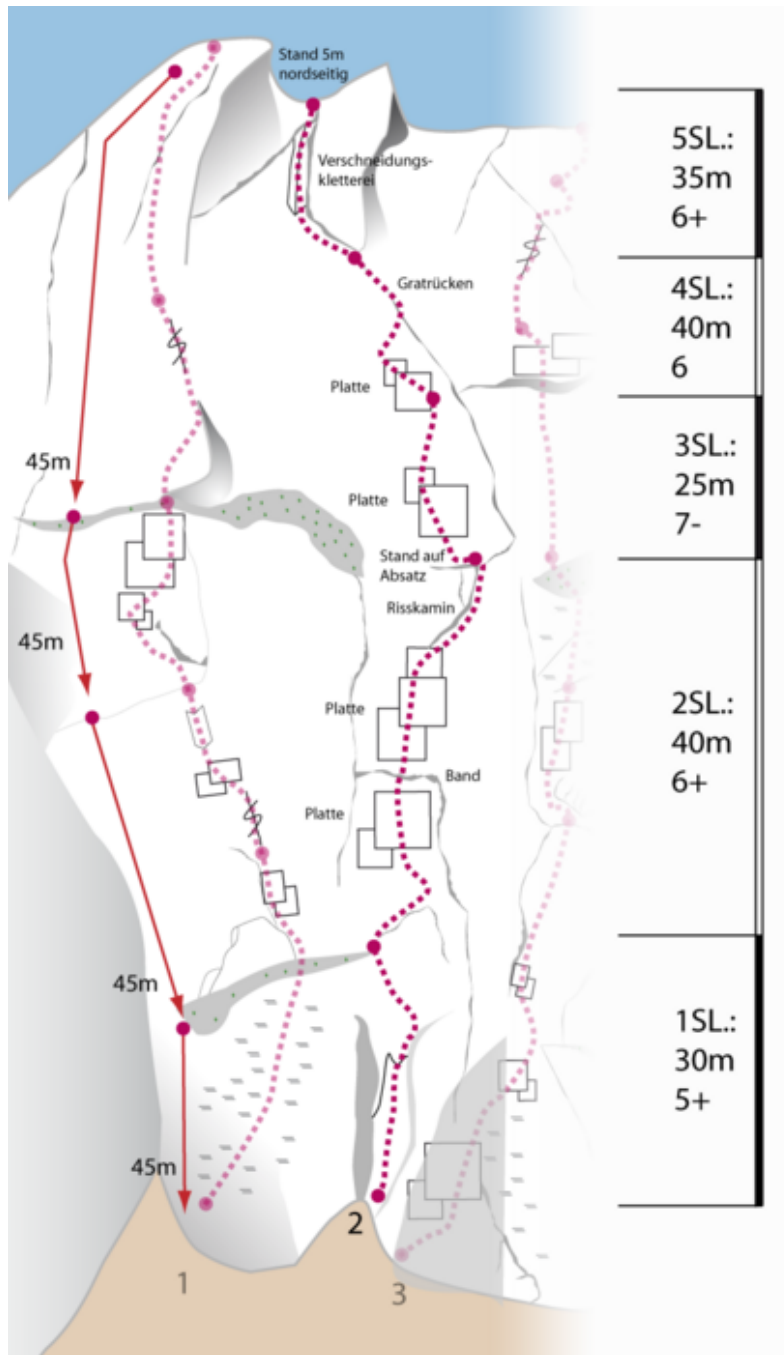 Stand 5m
nordseitig
Verschneidungs-
kletterei
Gratrücken
Platte
45m
Platte
Stand auf
Absatz
Risskamin
45m
Platte
Band
Platte
45m
45m
1
2
3
5SL.:
35m
6+
4SL.:
40m
6
3SL.:
25m
7-
2SL.:
40m
6+
1SL.:
30m
5+